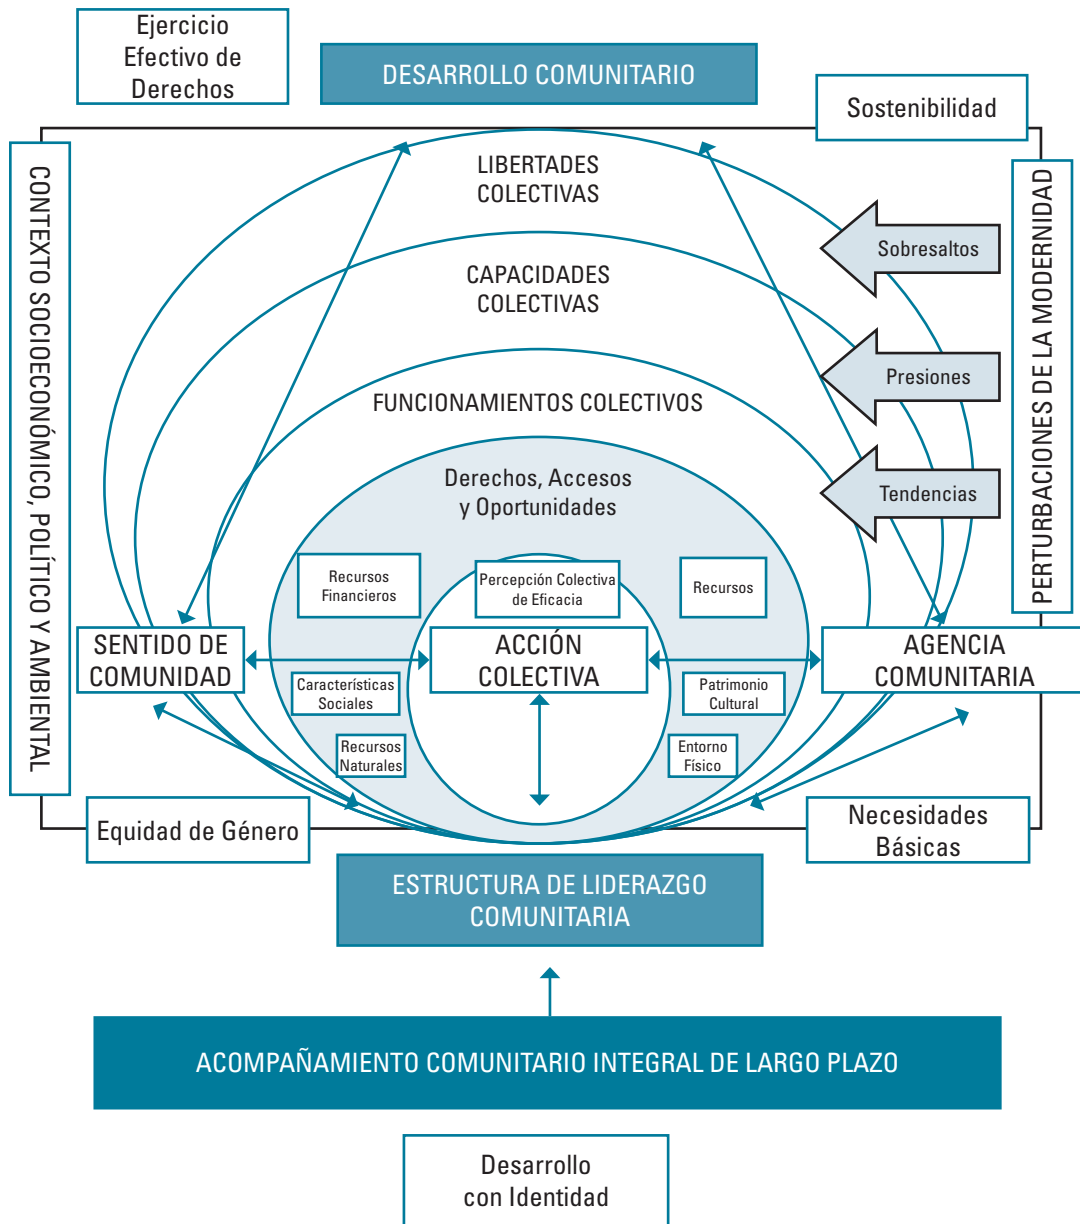 Ejercicio
Efectivo de
Derechos
DESARROLLO COMUNITARIO
Sostenibilidad
CONTEXTO SOCIOECONÓMICO, POLÍTICO Y AMBIENTAL
PERTURBACIONES DE LA MODERNIDAD
LIBERTADES
COLECTIVAS
Sobresaltos
CAPACIDADES
COLECTIVAS
Presiones
FUNCIONAMIENTOS COLECTIVOS
Tendencias
Derechos, Accesos
y Oportunidades
Recursos
Financieros
Percepción Colectiva
de Eficacia
Recursos
SENTIDO DE
COMUNIDAD
ACCIÓN
COLECTIVA
AGENCIA
COMUNITARIA
Características
Sociales
Patrimonio
Cultural
Recursos
Naturales
Entorno
Físico
Equidad de Género
Necesidades
Básicas
ESTRUCTURA DE LIDERAZGO
COMUNITARIA
ACOMPAÑAMIENTO COMUNITARIO INTEGRAL DE LARGO PLAZO
Desarrollo
con Identidad